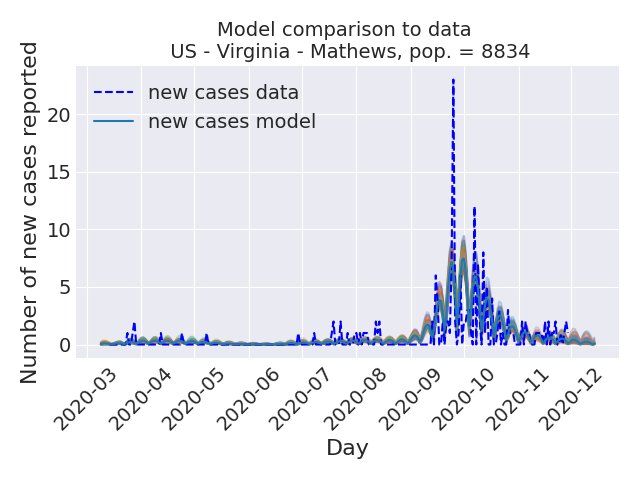 Model comparison to data
US - Virginia - Mathews, pop. = 8834
Number of new cases reported
new cases data
new cases model
20
15
10
5
0
2020-03
2020-04
2020-05
2020-06
2020-07
2020-08
2020-09
2020-10
2020-11
2020-12
Day